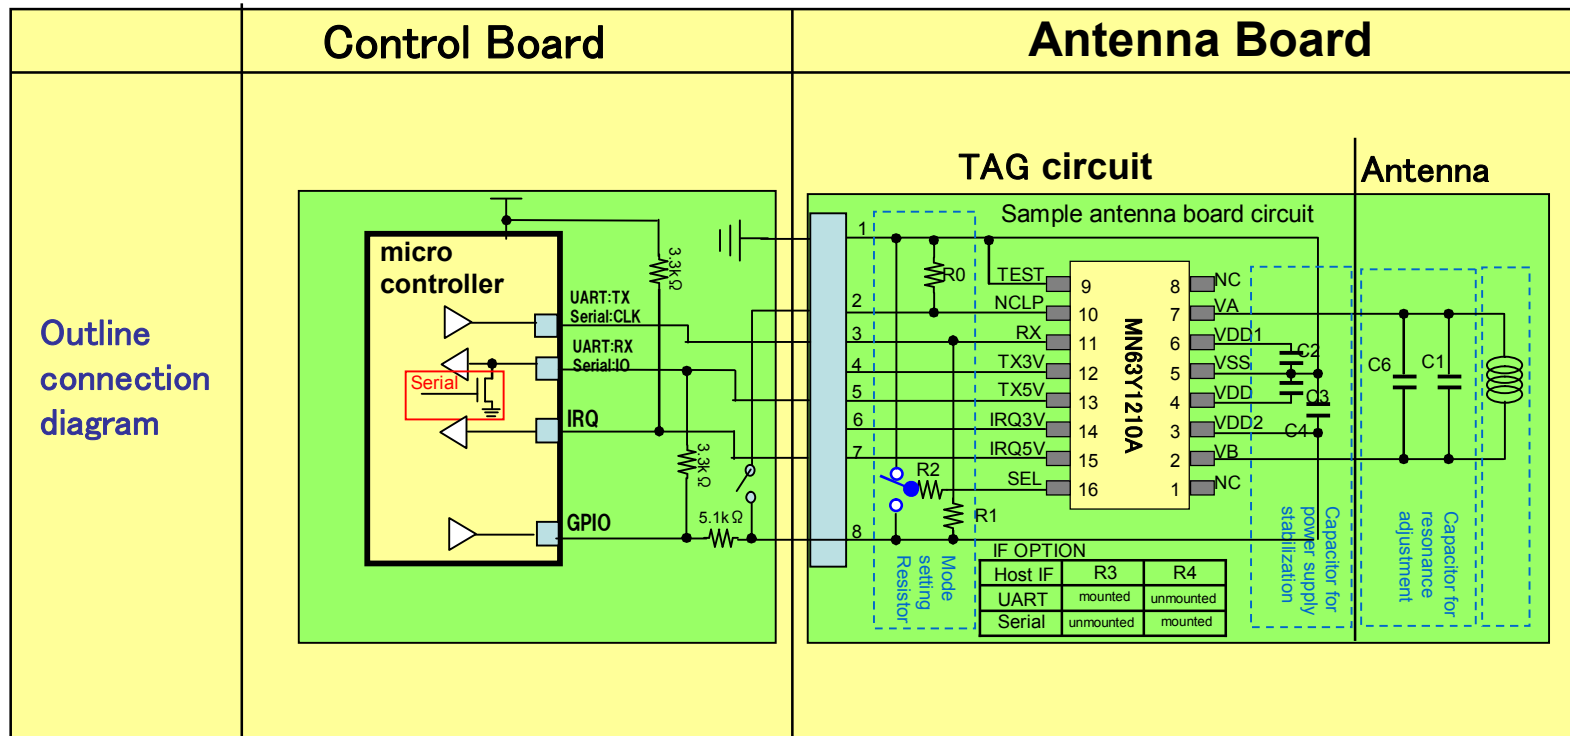 Control Board
Antenna Board
Outline
connection
diagram
TAG circuit
Antenna
Sample antenna board circuit
micro
controller
UART:TX
Serial:CLK
UART:RX
Serial:IO
Serial
IRQ
GPIO
3.3kΩ
3.3kΩ
5.1kΩ
1
2
3
4
5
6
7
8
R0
R2
R1
TEST
NCLP
RX
TX3V
TX5V
IRQ3V
IRQ5V
SEL
9
10
11
12
13
14
15
16
MN63Y1210A
8
7
6
5
4
3
2
1
NC
VA
VDD1
VSS
VDD
VDD2
VB
NC
C2
C3
C4
C6
C1
Mode
setting
Resistor
Capacitor for
power supply
stabilization
Capacitor for
resonance
adjustment
IF OPTION
Host IF R3 R4
UART mounted unmounted
Serial unmounted mounted